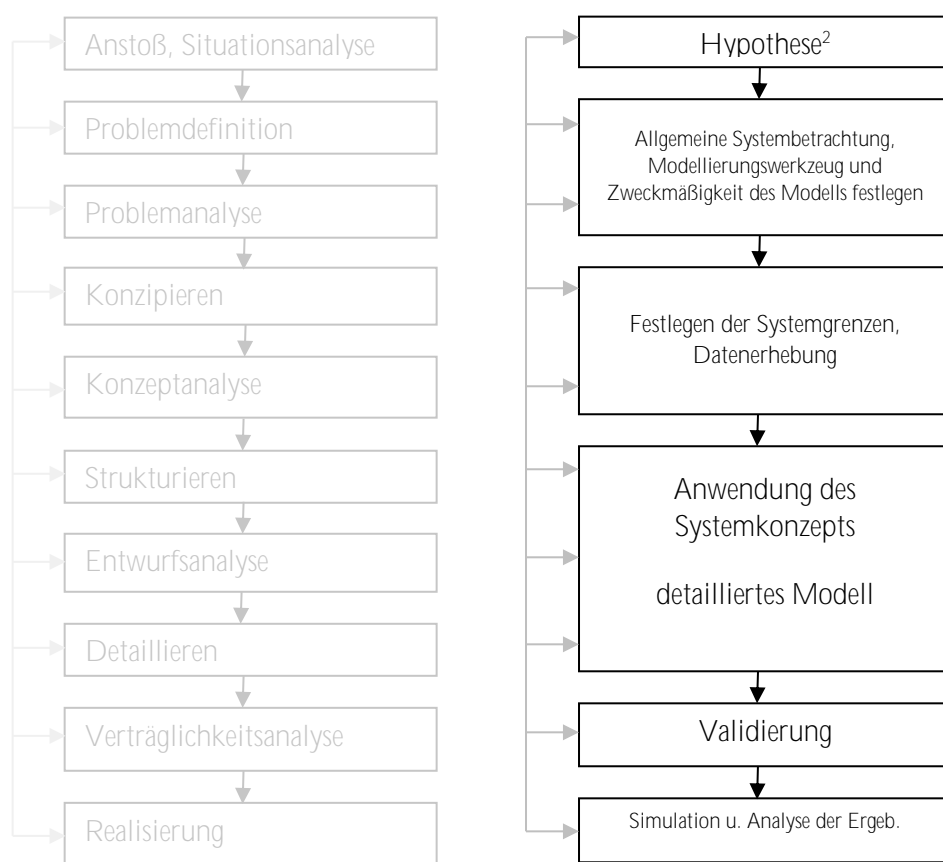 Anstoß, Situationsanalyse
Problemdefinition
Problemanalyse
Konzipieren
Konzeptanalyse
Strukturieren
Entwurfsanalyse
Detaillieren
Verträglichkeitsanalyse
Realisierung
Hypothese²
Allgemeine Systembetrachtung,
Modellierungswerkzeug und
Zweckmäßigkeit des Modells festlegen
Festlegen der Systemgrenzen,
Datenerhebung
Anwendung des
Systemkonzepts
detailliertes Modell
Validierung
Simulation u. Analyse der Ergeb.